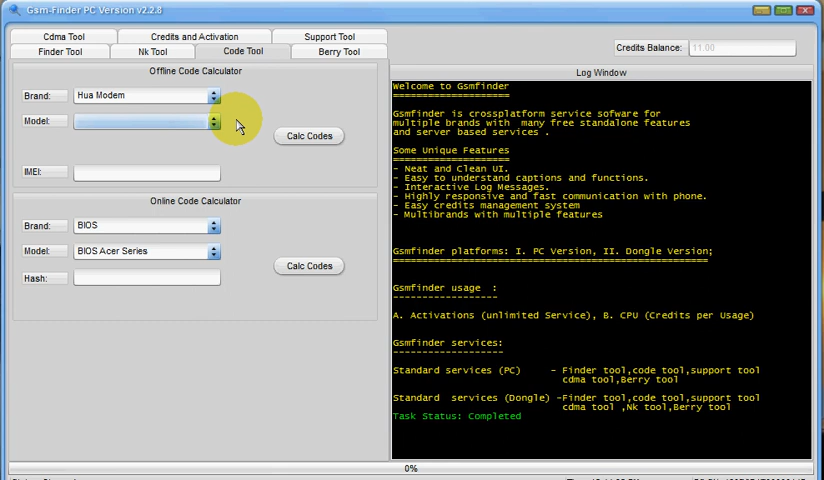 Gsm-Finder PC Version v2.2.8
Cdma Tool
Credits and Activation
Support Tool
Finder Tool
Nk Tool
Code Tool
Berry Tool
Credits Balance:
11.00
Offline Code Calculator
Brand:
Hua Modem
Model:
Calc Codes
IMEI:
Online Code Calculator
Brand:
BIOS
Model:
BIOS Acer Series
Calc Codes
Hash:
Log Window
Welcome to Gsmfinder
====================
Gsmfinder is crossplatform service sofware for
multiple brands with  many free standalone features
and server based services .
Some Unique Features
====================
- Neat and Clean UI.
- Easy to understand captions and functions.
- Interactive Log Messages.
- Highly responsive and fast communication with phone.
- Easy credits management system
- Multibrands with multiple features
Gsmfinder platforms: I. PC Version, II. Dongle Version;
=======================================================
Gsmfinder usage  :
------------------
A. Activations (unlimited Service), B. CPU (Credits per Usage)
Gsmfinder services:
-------------------
Standard services (PC)     - Finder tool,code tool,support tool
cdma tool,Berry tool
Standard  services (Dongle) -Finder tool,code tool,support tool
cdma tool ,Nk tool,Berry tool
Task Status: Completed
0%